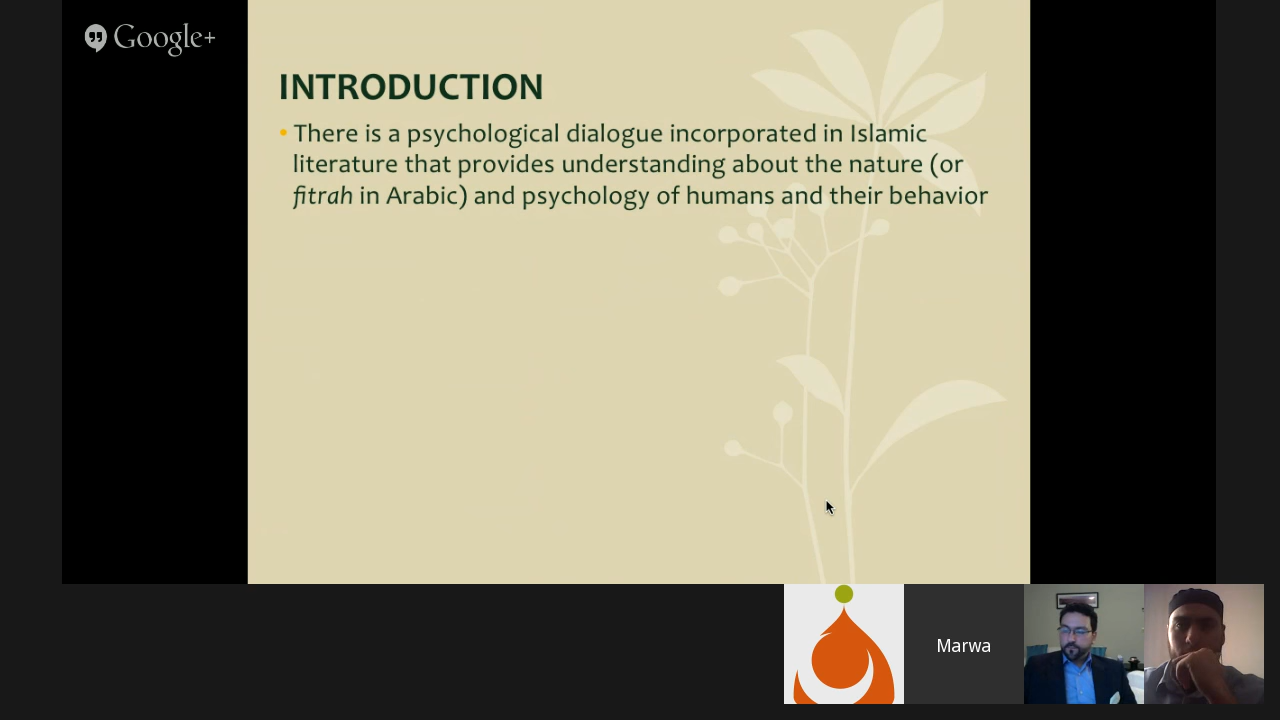 Google+
INTRODUCTION
• There is a psychological dialogue incorporated in Islamic
literature that provides understanding about the nature (or
fitrah in Arabic) and psychology of humans and their behavior
Marwa